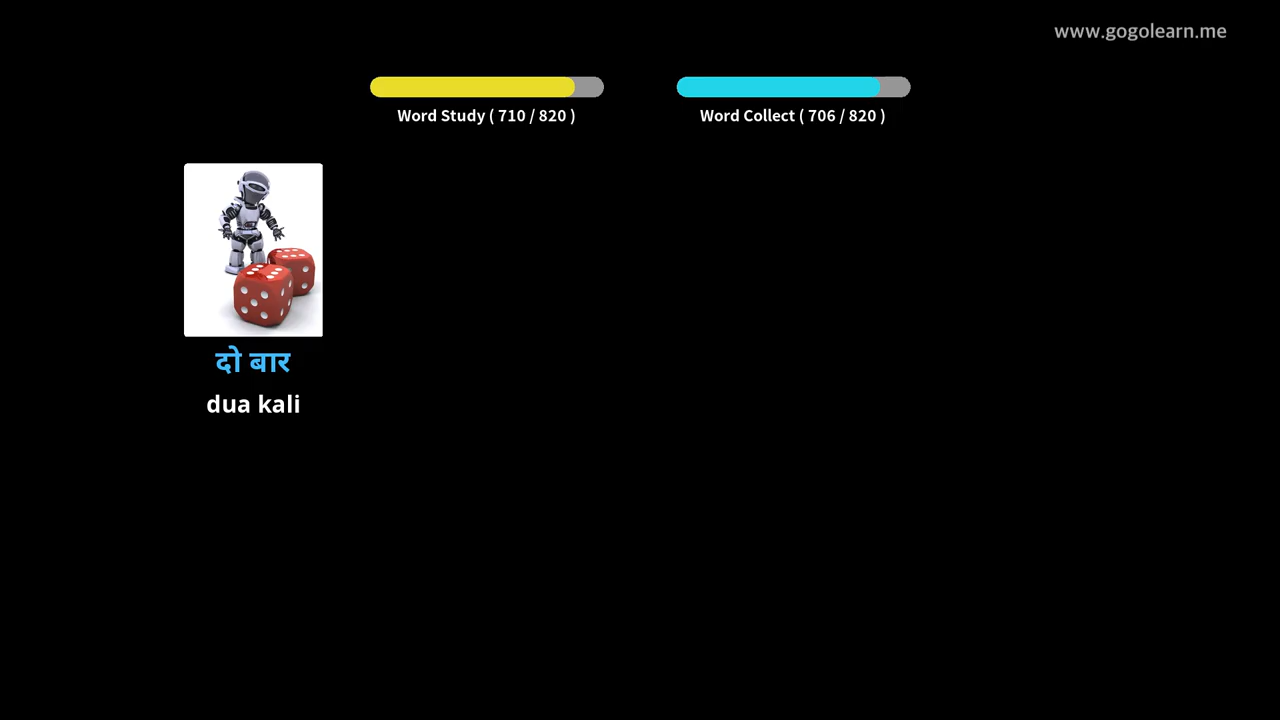 www.gogolearn.me
Word Study ( 710 / 820 )
Word Collect ( 706 / 820 )
दो बार
dua kali